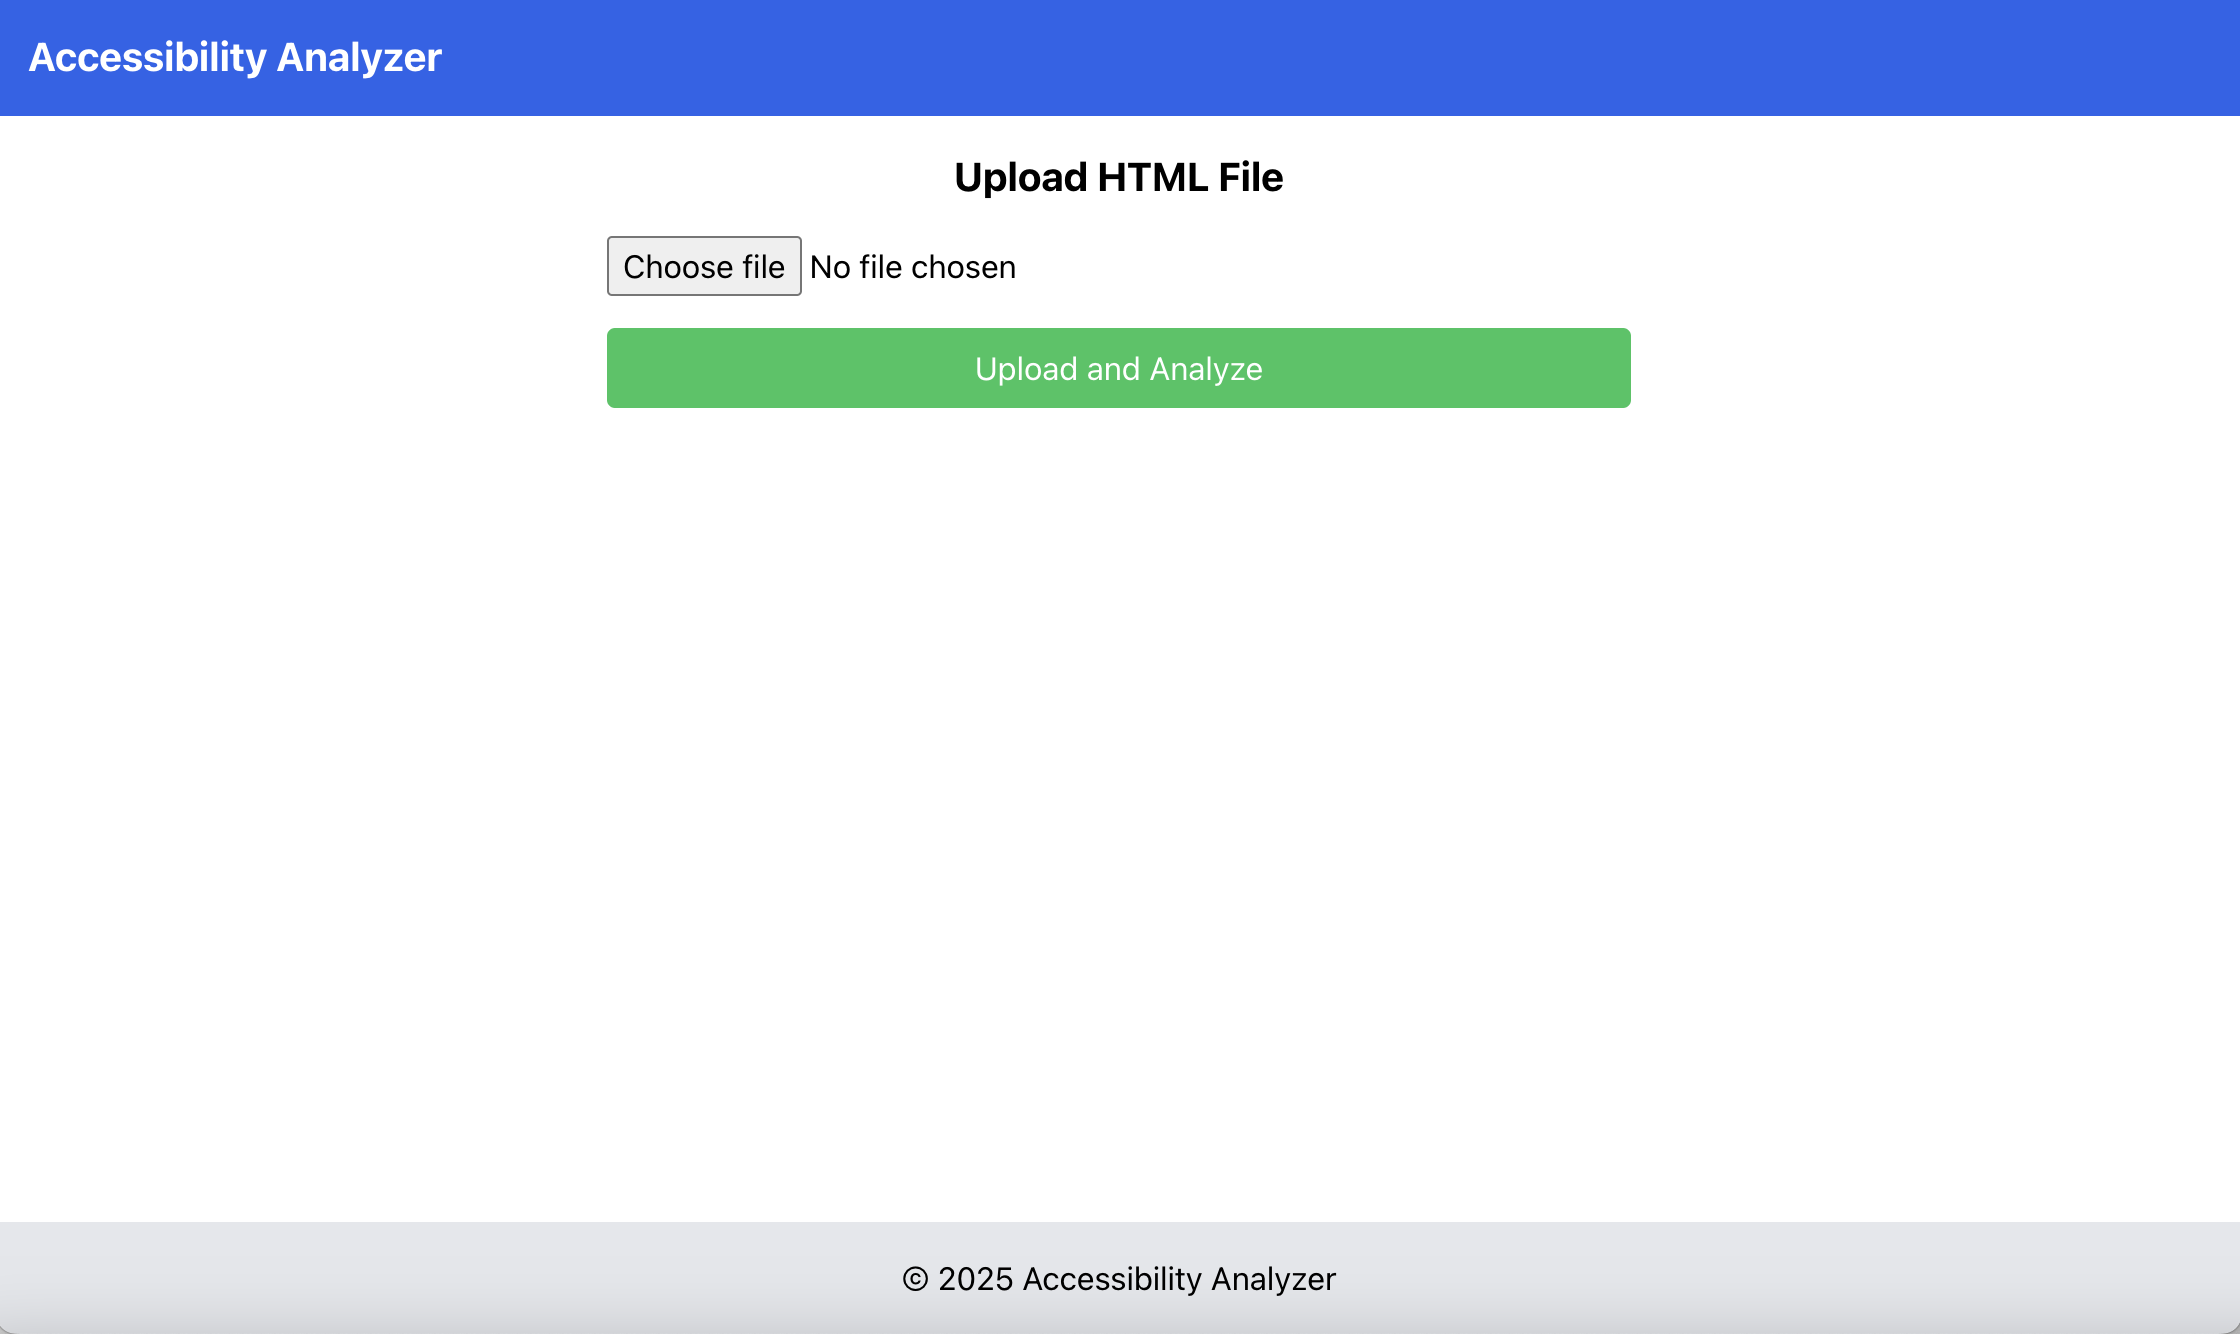 Accessibility Analyzer
Upload HTML File
Choose file No file chosen
Upload and Analyze
© 2025 Accessibility Analyzer